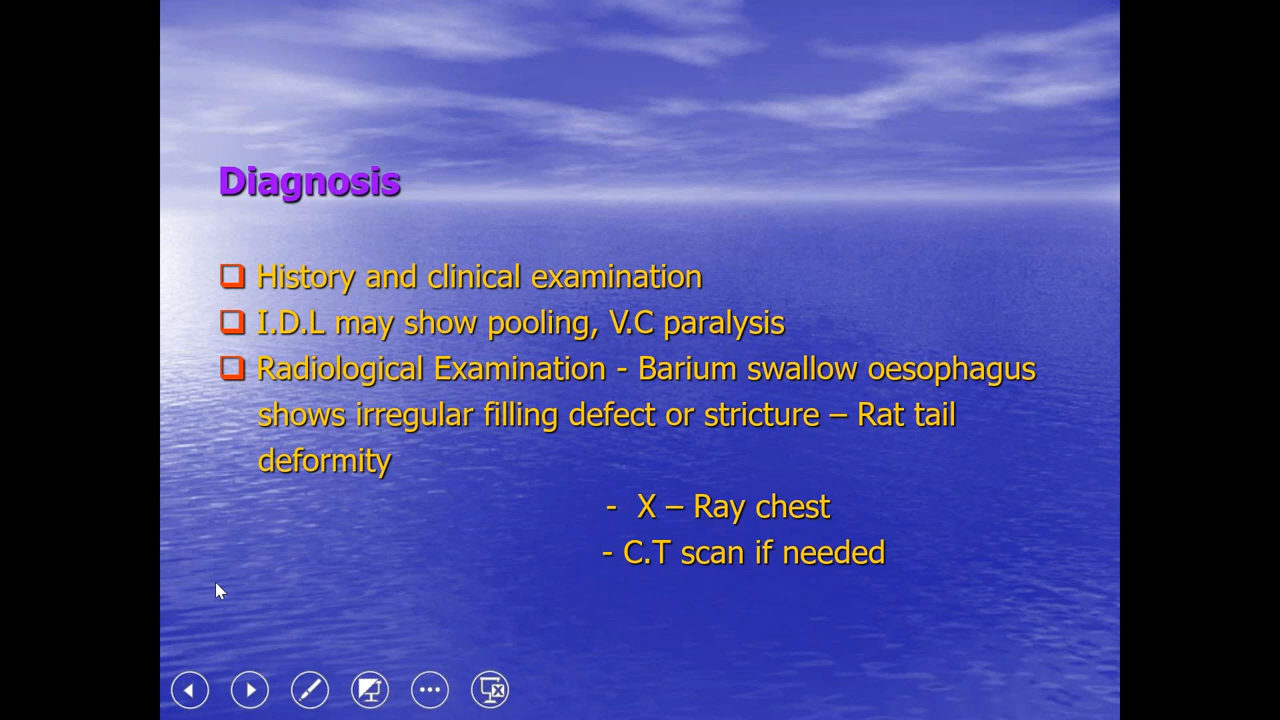 Diagnosis
History and clinical examination
I.D.L may show pooling, V.C paralysis
Radiological Examination - Barium swallow oesophagus
shows irregular filling defect or stricture – Rat tail
deformity
- X – Ray chest
- C.T scan if needed